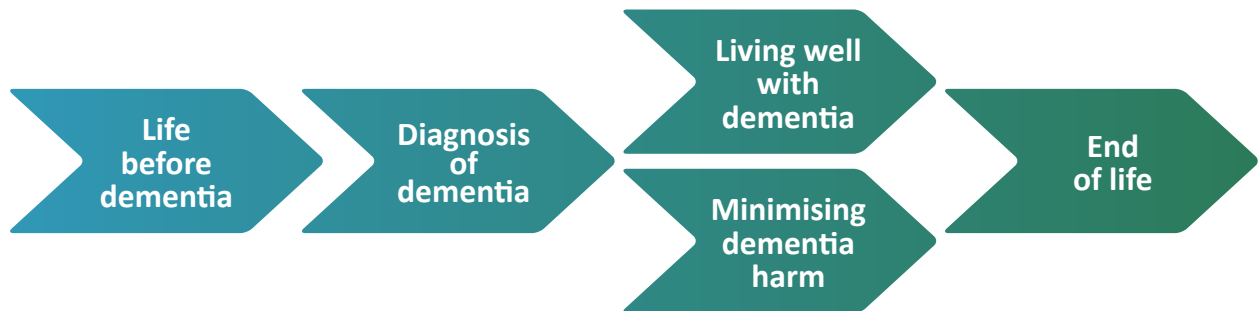 Life
before
dementia
Diagnosis
of
dementia
Living well
with
dementia
Minimising
dementia
harm
End
of life